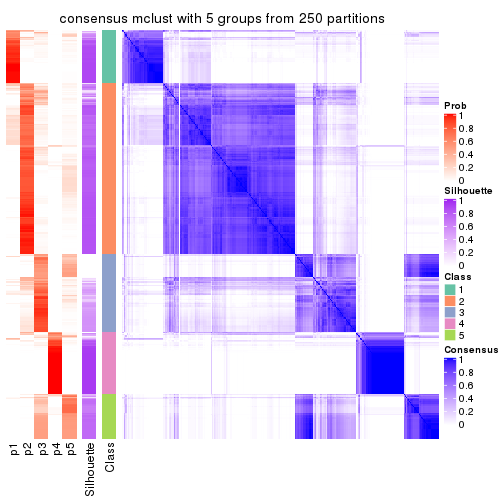 consensus mclust with 5 groups from 250 partitions
Prob
1
0.8
0.6
0.4
0.2
0
Silhouette
1
0.8
0.6
0.4
0.2
0
Class
1
2
3
4
5
Consensus
1
0.8
0.6
0.4
0.2
0
p1
p2
p3
p4
p5
Silhouette
Class